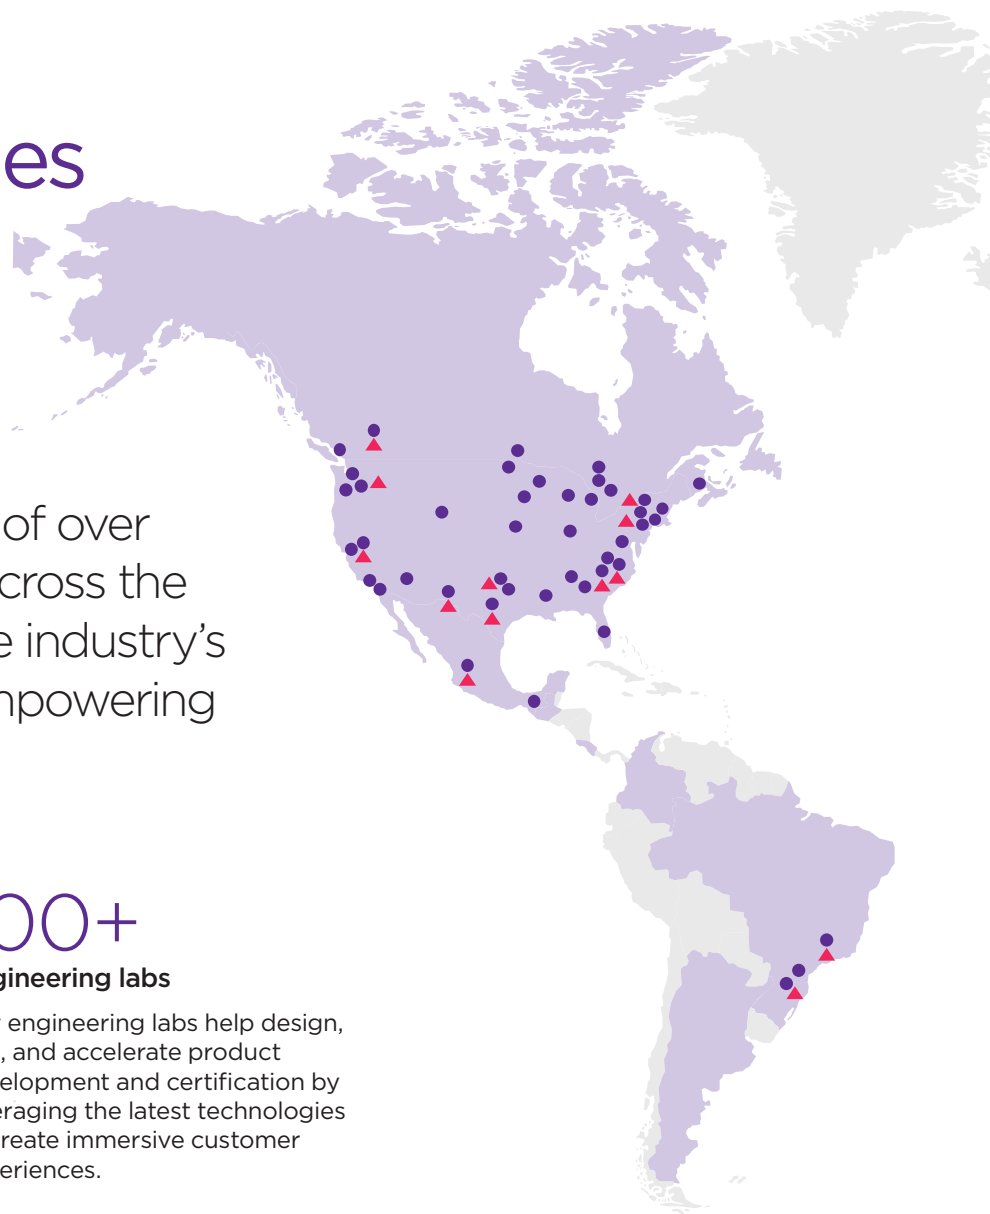 es
of over
cross the
e industry's
npowering
00+
gineering labs
engineering labs help design,
, and accelerate product
elopment and certification by
eraging the latest technologies
reate immersive customer
eriences.